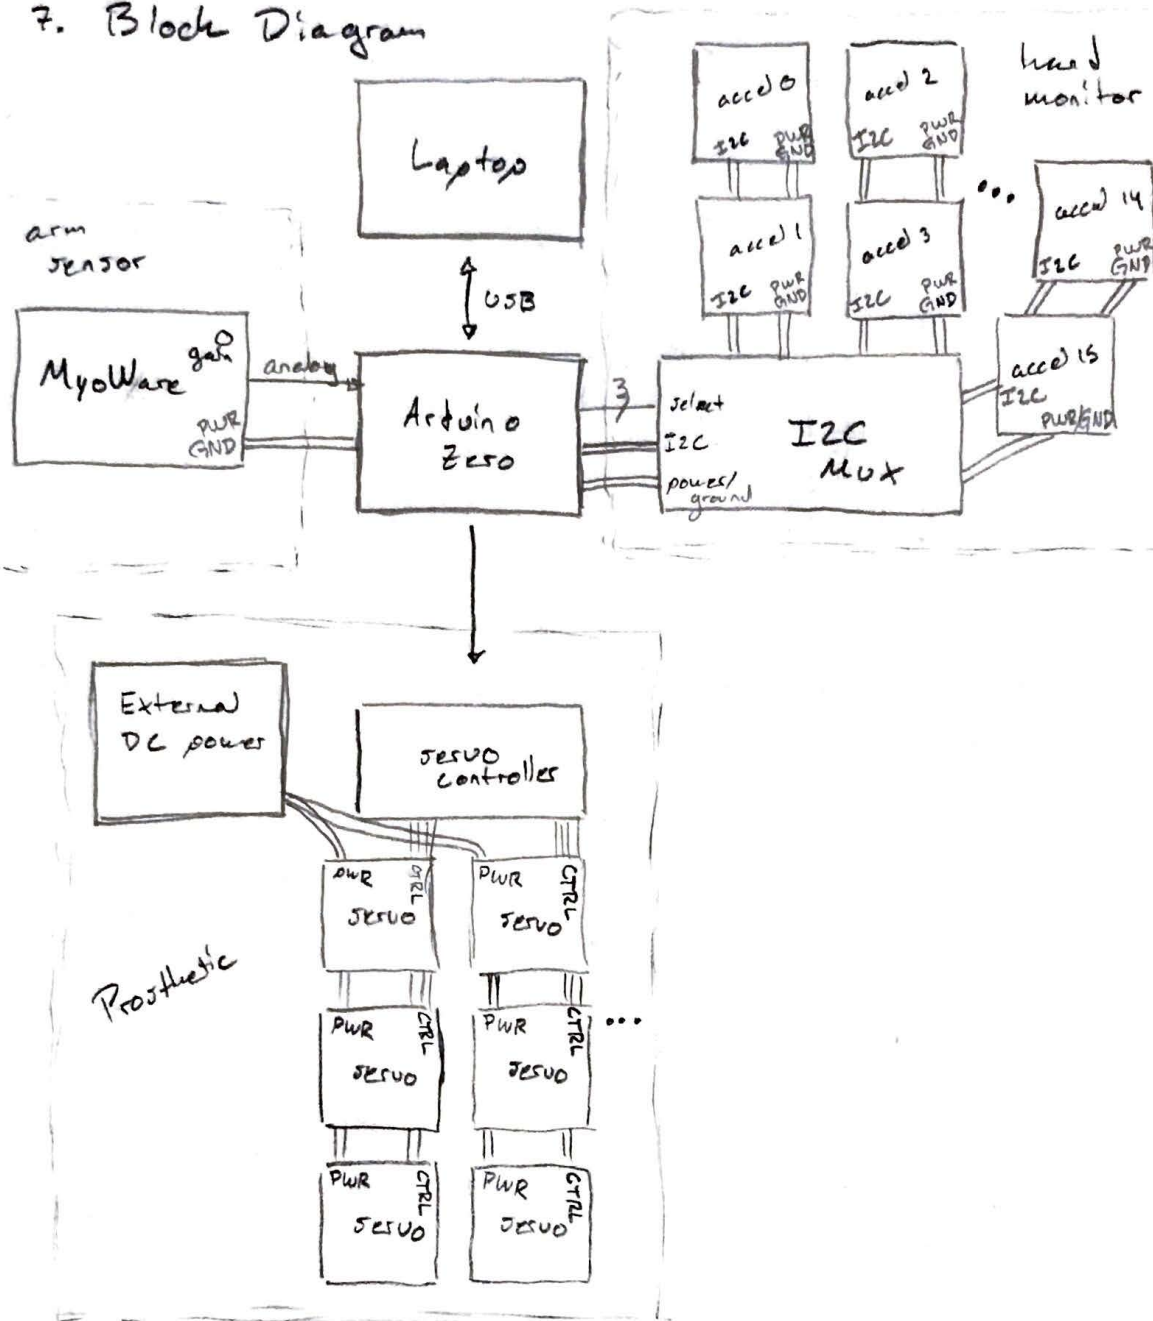 7. Block Diagram
hand
monitor
accel 0
I2C
PWR
GND
accel 2
I2C
PWR
GND
...
accel 14
I2C
PWR
GND
accel 1
I2C
PWR
GND
accel 3
I2C
PWR
GND
accel 15
I2C
PWR/GND
Laptop
USB
arm
sensor
MyoWare
gain
PWR
GND
analog
Arduino
Zero
3
select
I2C
power/
ground
I2C
Mux
External
DC power
servo
controller
Prosthetic
PWR
CTRL
servo
PWR
CTRL
servo
PWR
CTRL
servo
PWR
CTRL
servo
...
PWR
CTRL
servo
PWR
CTRL
servo